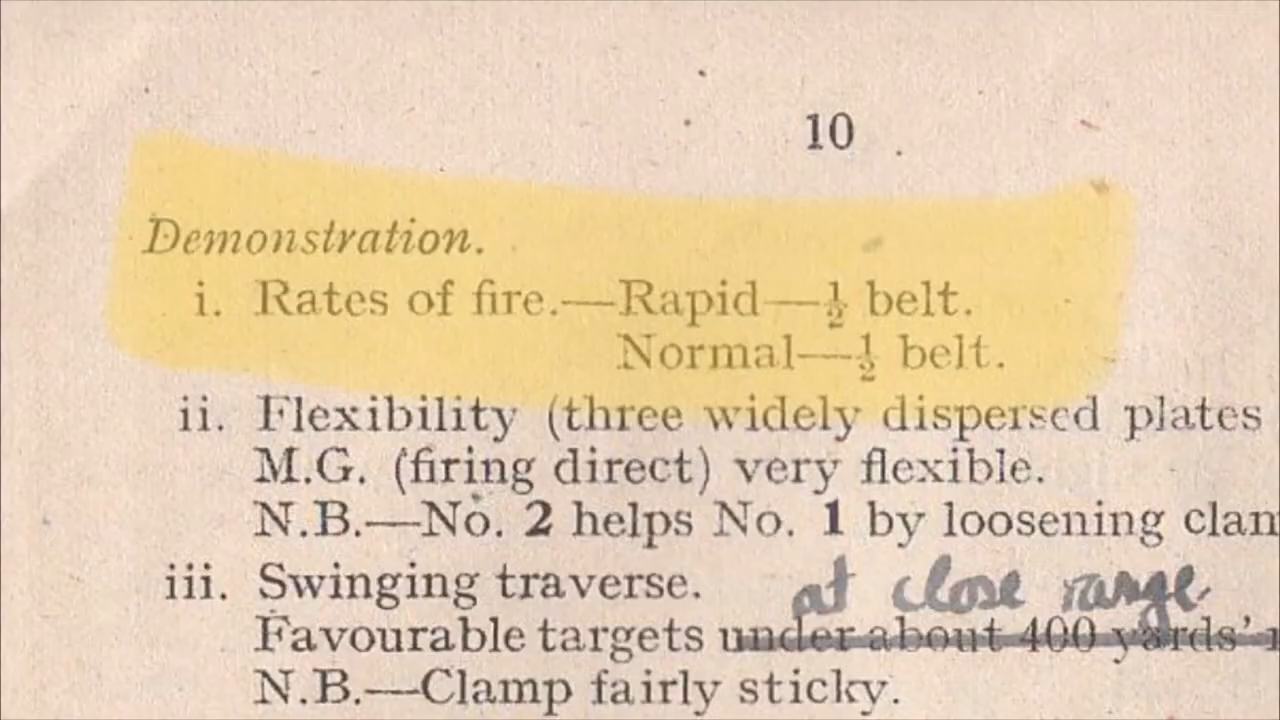 10
Demonstration.
i. Rates of fire.—Rapid—½ belt.
Normal—½ belt.
ii. Flexibility (three widely dispersed plates
M.G. (firing direct) very flexible.
N.B.—No. 2 helps No. 1 by loosening clam
iii. Swinging traverse.
at close range.
Favourable targets under about 400 yards'
N.B.—Clamp fairly sticky.